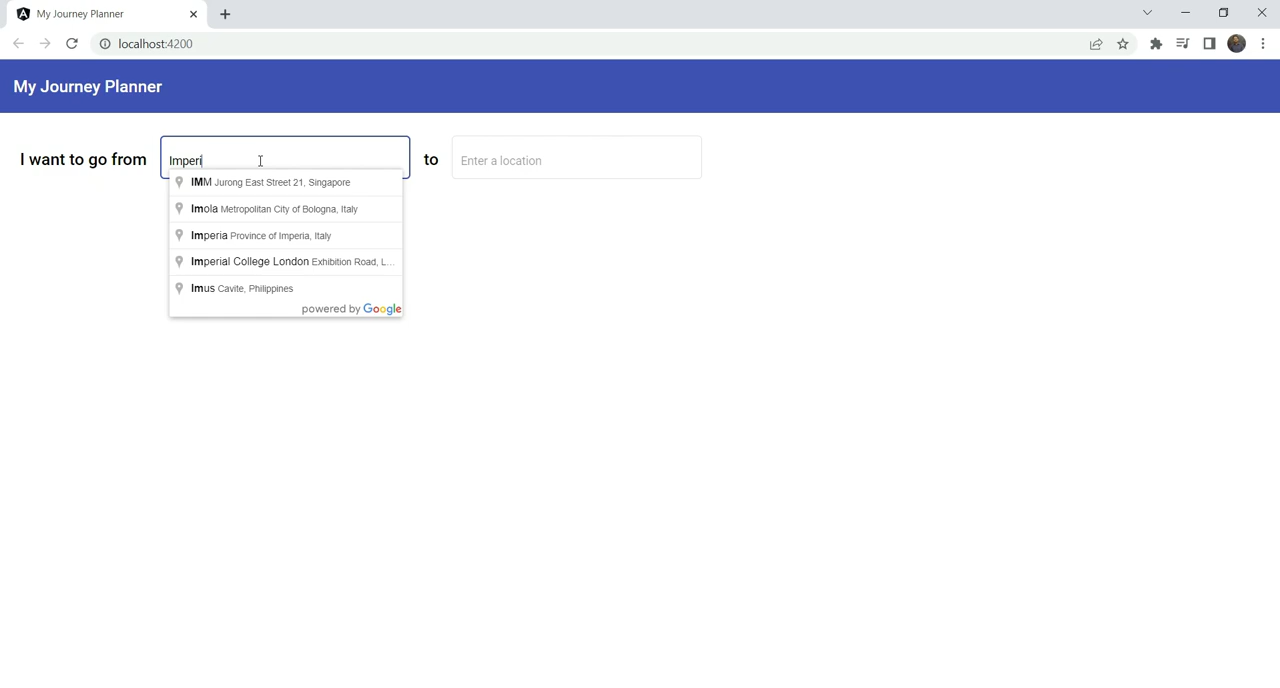 My Journey Planner
localhost:4200
My Journey Planner
I want to go from Imperi to Enter a location
IMM Jurong East Street 21, Singapore
Imola Metropolitan City of Bologna, Italy
Imperia Province of Imperia, Italy
Imperial College London Exhibition Road, L...
Imus Cavite, Philippines
powered by Google